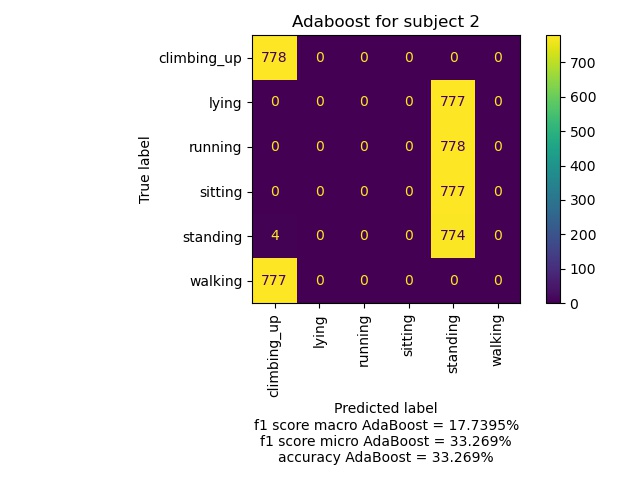 Adaboost for subject 2
climbing_up 778 0 0 0 0 0
lying 0 0 0 0 777 0
running 0 0 0 0 778 0
sitting 0 0 0 0 777 0
standing 4 0 0 0 774 0
walking 777 0 0 0 0 0
True label
climbing_up
lying
running
sitting
standing
walking
Predicted label
f1 score macro AdaBoost = 17.7395%
f1 score micro AdaBoost = 33.269%
accuracy AdaBoost = 33.269%
700
600
500
400
300
200
100
0